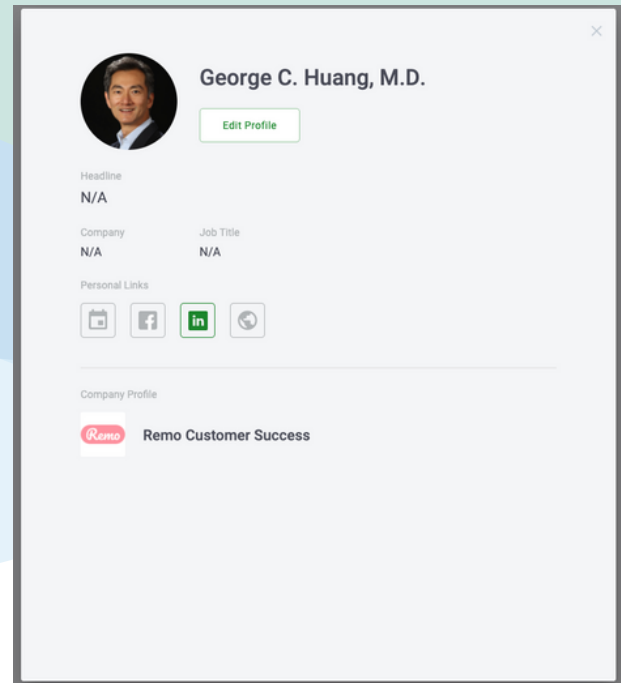 George C. Huang, M.D.
Edit Profile
Headline
N/A
Company Job Title
N/A N/A
Personal Links
in
Company Profile
Remo Remo Customer Success